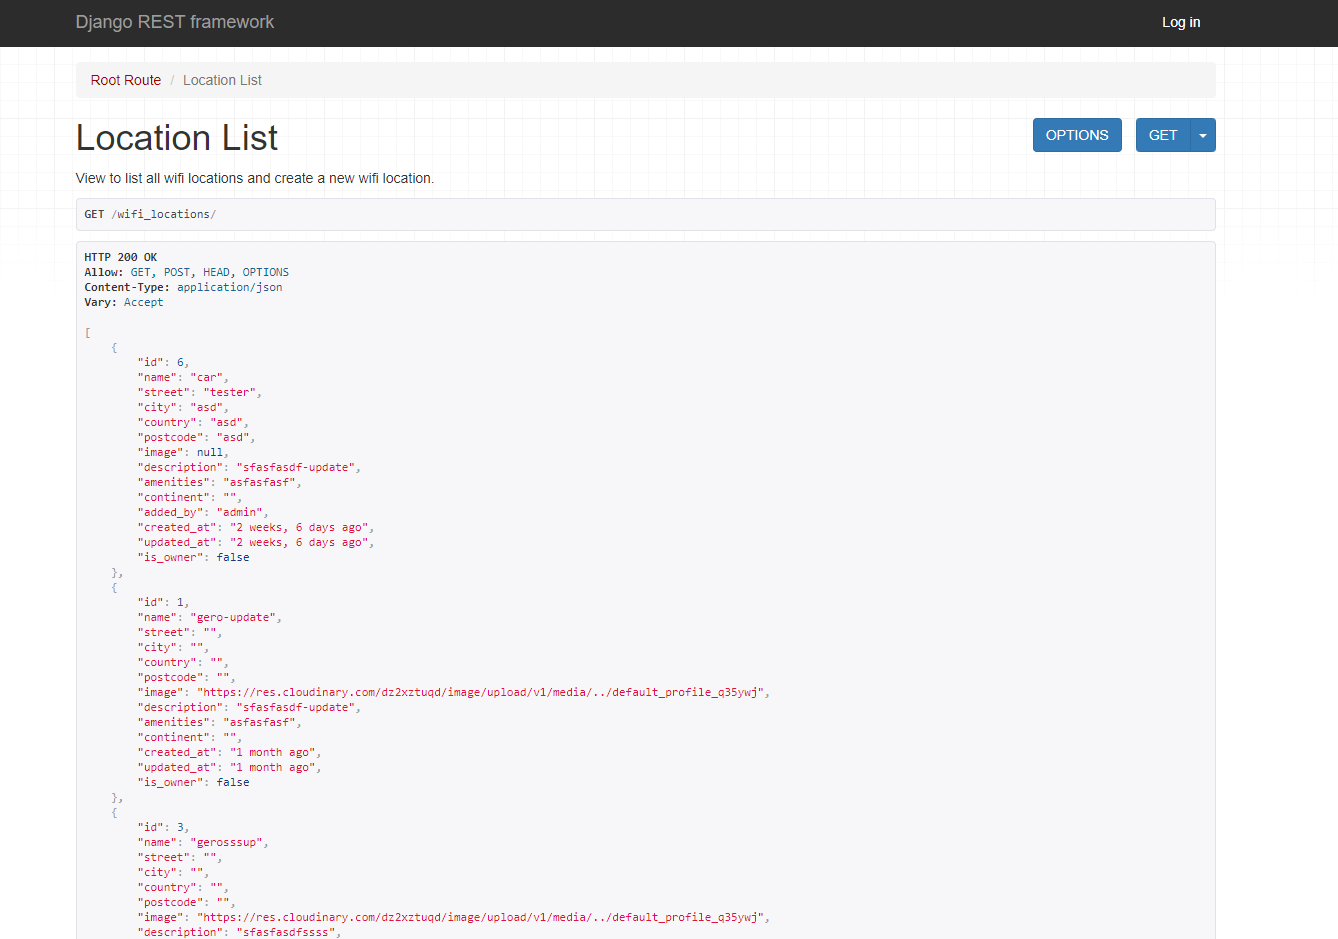 Django REST framework
Log in
Root Route / Location List
Location List
OPTIONS
GET
View to list all wifi locations and create a new wifi location.
GET /wifi_locations/
HTTP 200 OK
Allow: GET, POST, HEAD, OPTIONS
Content-Type: application/json
Vary: Accept
[
    {
        "id": 6,
        "name": "car",
        "street": "tester",
        "city": "asd",
        "country": "asd",
        "postcode": "asd",
        "image": null,
        "description": "sfasfasdf-update",
        "amenities": "asfasfasf",
        "continent": "",
        "added_by": "admin",
        "created_at": "2 weeks, 6 days ago",
        "updated_at": "2 weeks, 6 days ago",
        "is_owner": false
    },
    {
        "id": 1,
        "name": "gero-update",
        "street": "",
        "city": "",
        "country": "",
        "postcode": "",
        "image": "https://res.cloudinary.com/dz2xztuqd/image/upload/v1/media/../default_profile_q35ywj",
        "description": "sfasfasdf-update",
        "amenities": "asfasfasf",
        "continent": "",
        "created_at": "1 month ago",
        "updated_at": "1 month ago",
        "is_owner": false
    },
    {
        "id": 3,
        "name": "gerosssup",
        "street": "",
        "city": "",
        "country": "",
        "postcode": "",
        "image": "https://res.cloudinary.com/dz2xztuqd/image/upload/v1/media/../default_profile_q35ywj",
        "description": "sfasfasdfssss",